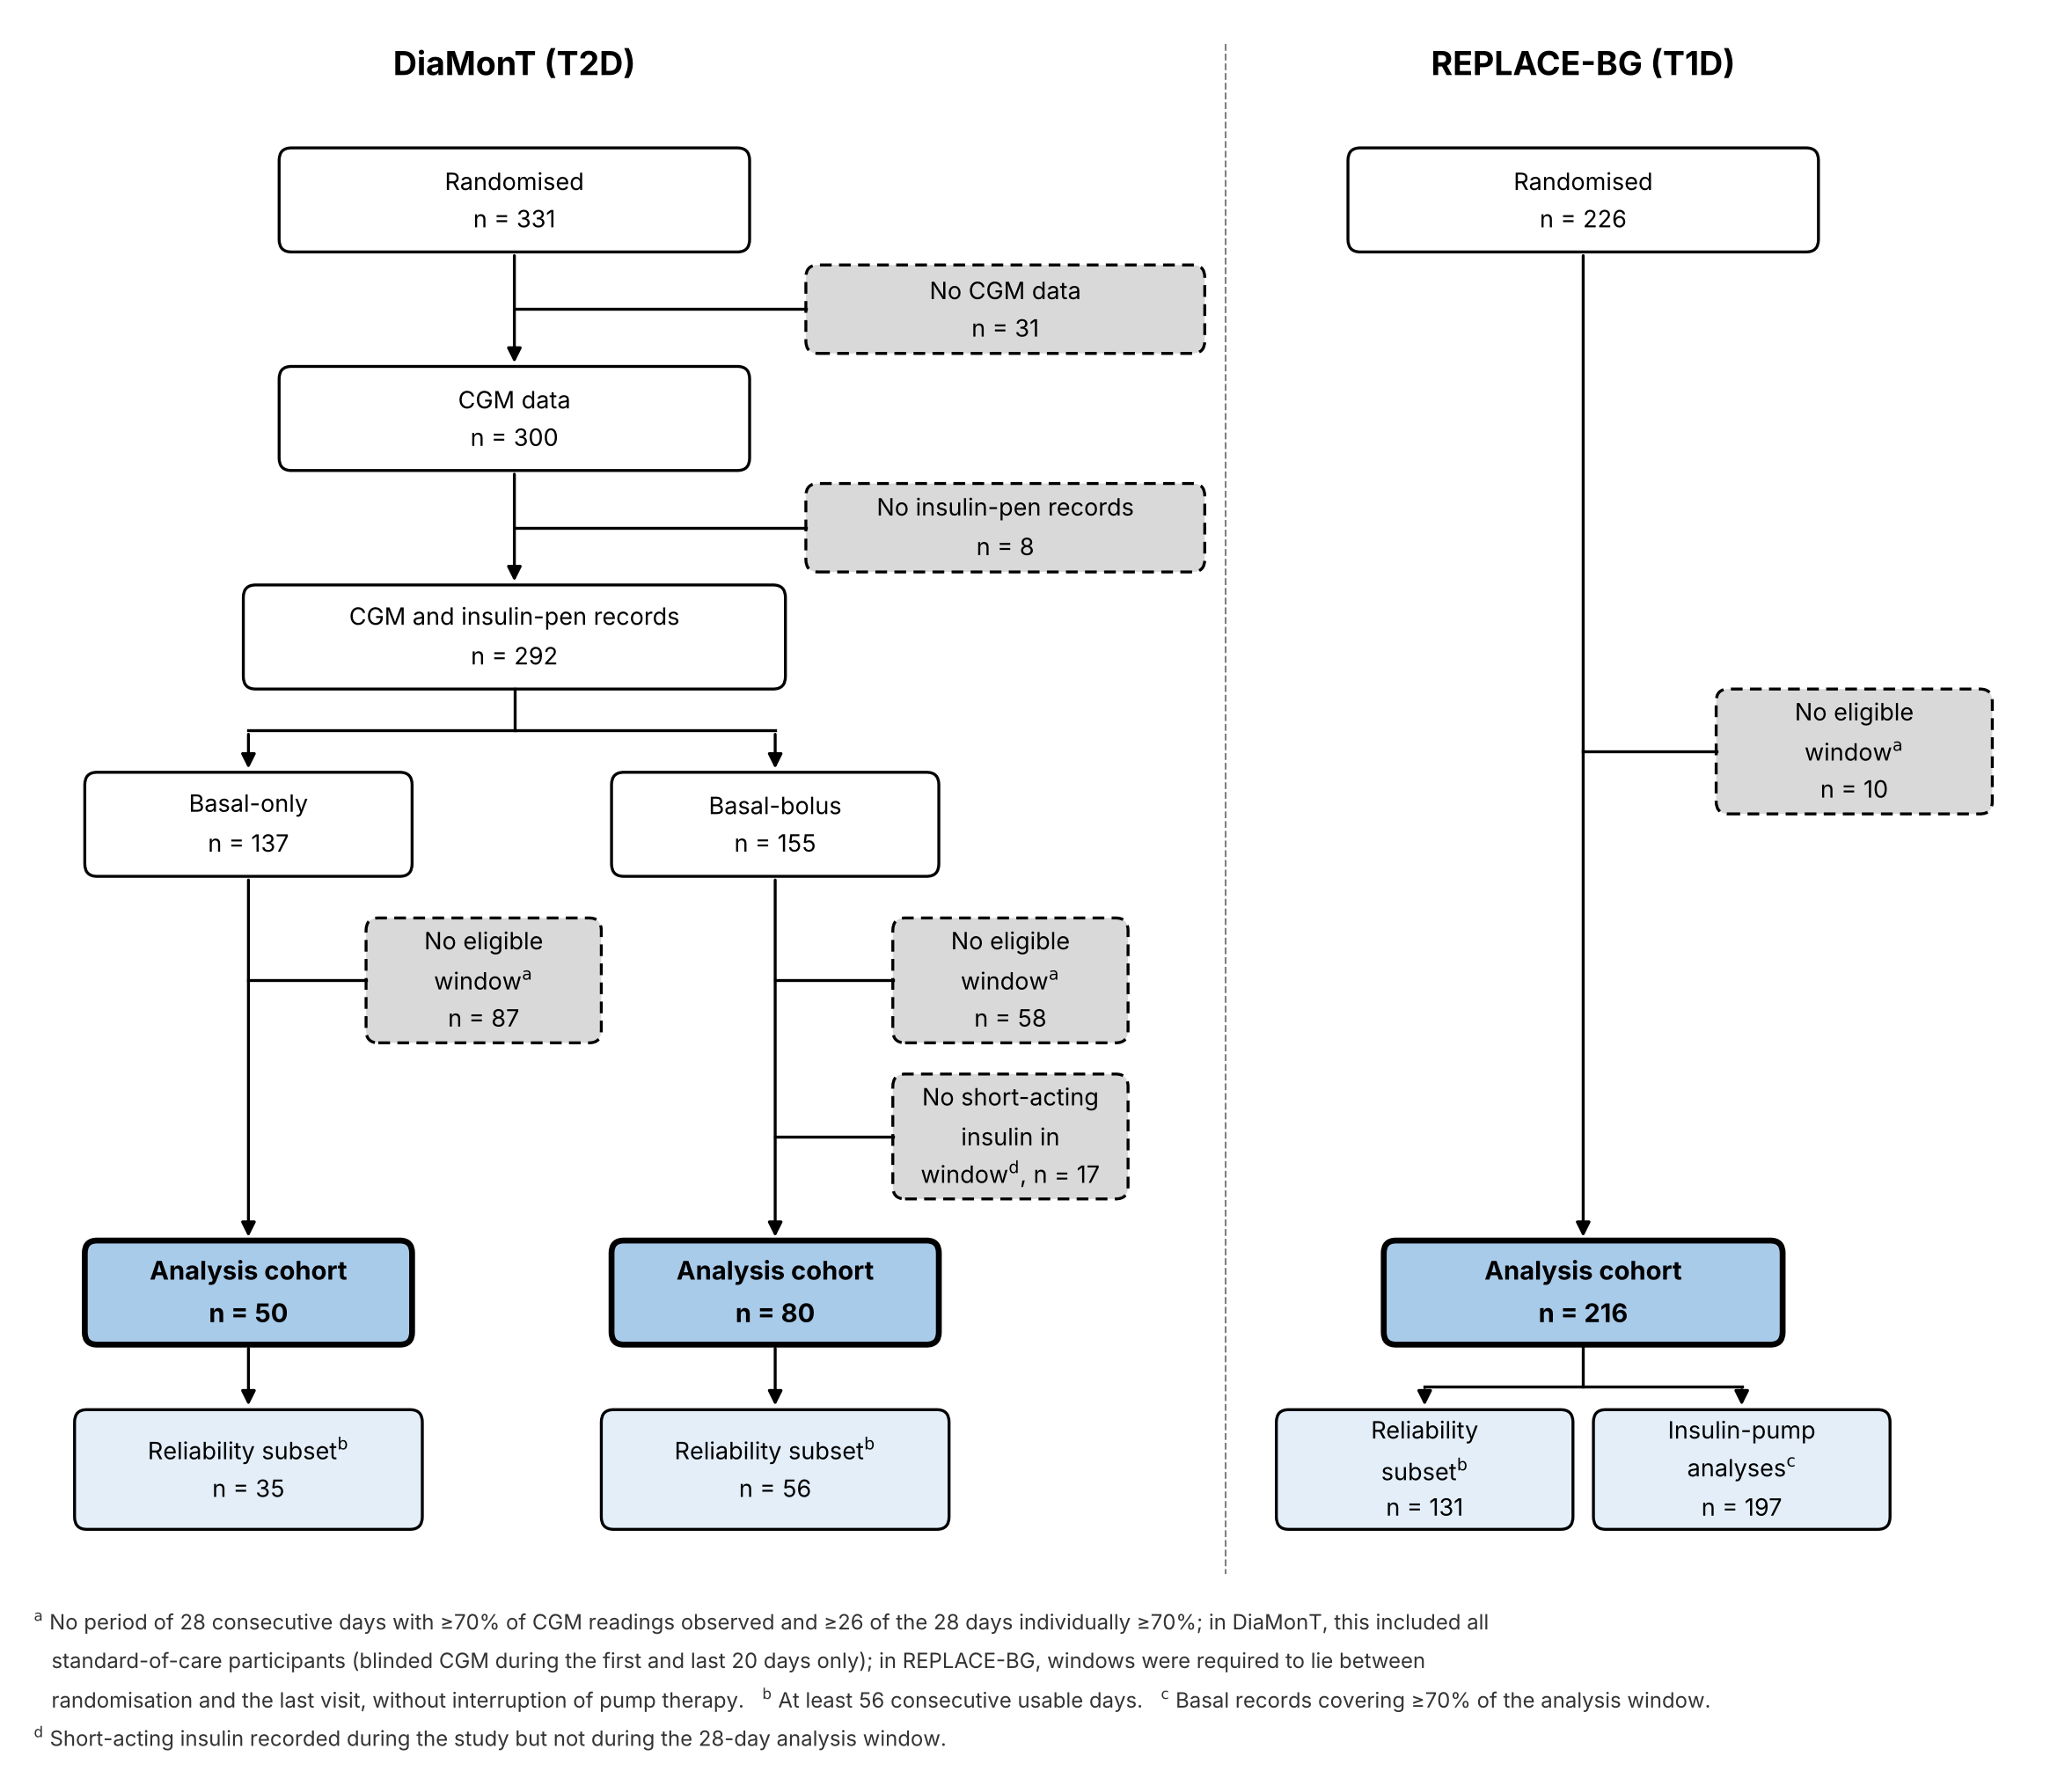 DiaMonT (T2D)
REPLACE-BG (T1D)
Randomised
n = 331
No CGM data
n = 31
CGM data
n = 300
No insulin-pen records
n = 8
CGM and insulin-pen records
n = 292
Basal-only
n = 137
Basal-bolus
n = 155
No eligible
windowᵃ
n = 87
No eligible
windowᵃ
n = 58
No short-acting
insulin in
windowᵈ, n = 17
Analysis cohort
n = 50
Analysis cohort
n = 80
Reliability subsetᵇ
n = 35
Reliability subsetᵇ
n = 56
Randomised
n = 226
No eligible
windowᵃ
n = 10
Analysis cohort
n = 216
Reliability
subsetᵇ
n = 131
Insulin-pump
analysesᶜ
n = 197
ᵃ No period of 28 consecutive days with ≥70% of CGM readings observed and ≥26 of the 28 days individually ≥70%; in DiaMonT, this included all
standard-of-care participants (blinded CGM during the first and last 20 days only); in REPLACE-BG, windows were required to lie between
randomisation and the last visit, without interruption of pump therapy. ᵇ At least 56 consecutive usable days. ᶜ Basal records covering ≥70% of the analysis window.
ᵈ Short-acting insulin recorded during the study but not during the 28-day analysis window.